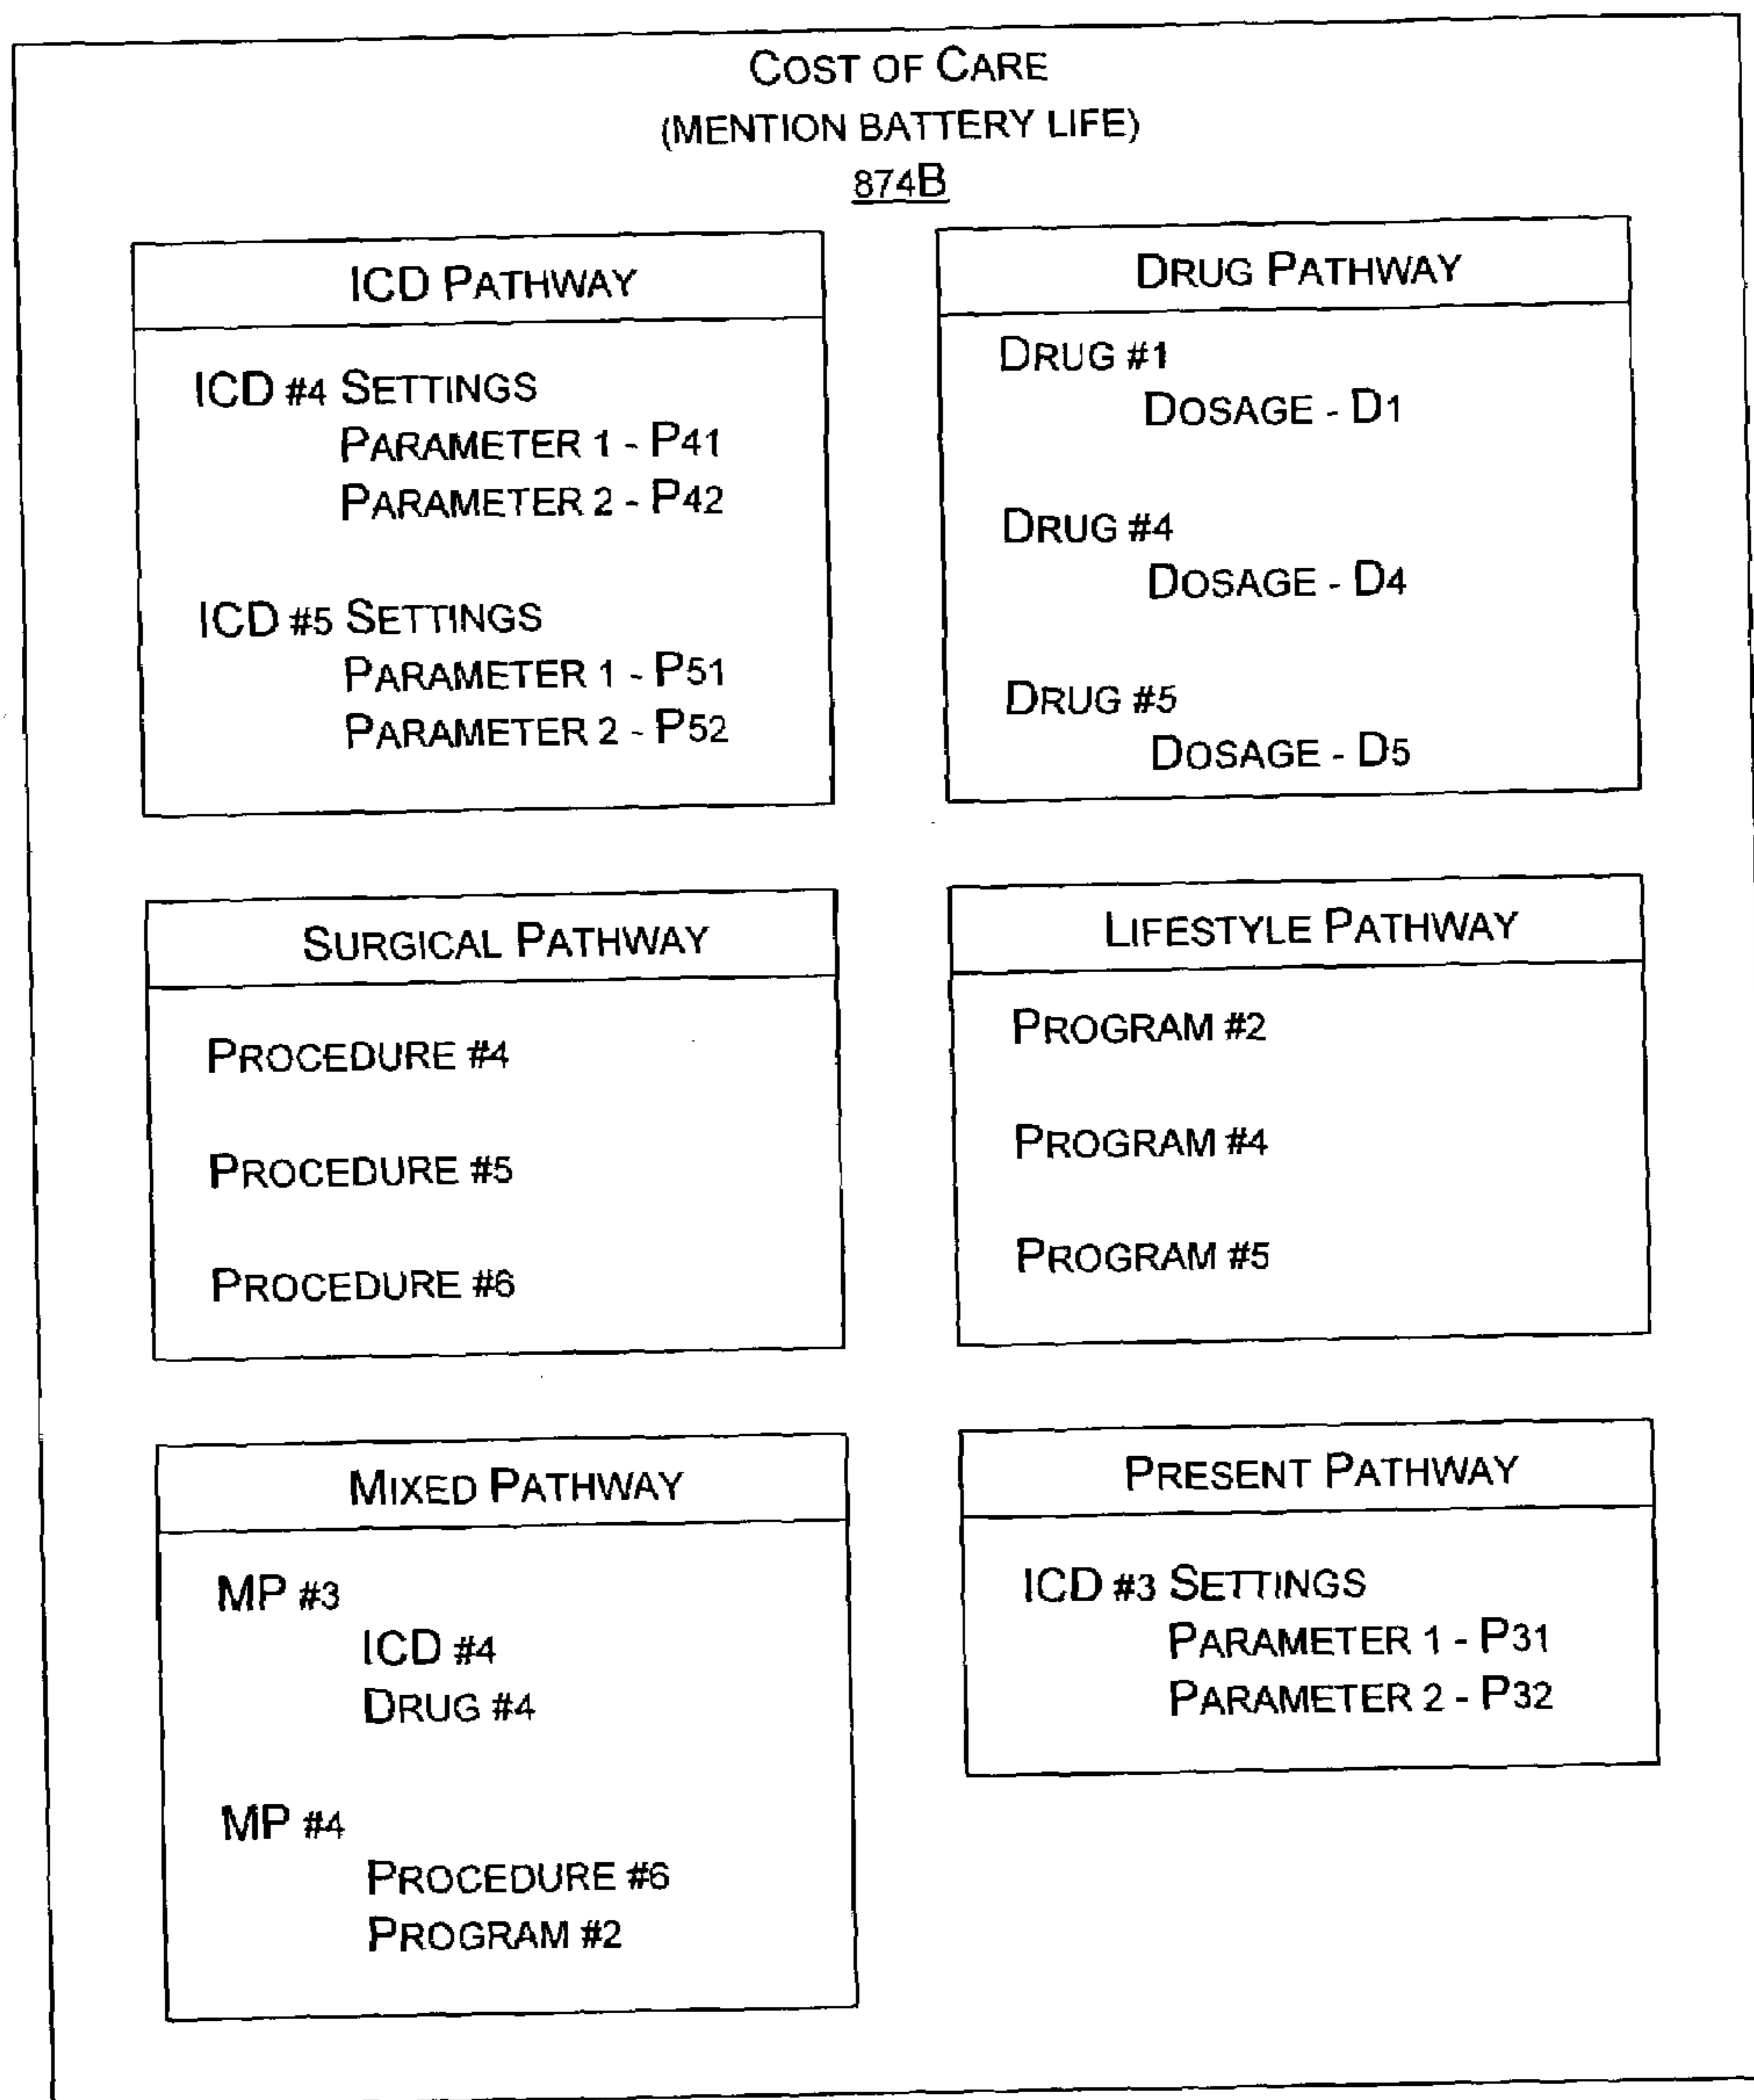 COST OF CARE
(MENTION BATTERY LIFE)
874B
ICD PATHWAY
ICD #4 SETTINGS
PARAMETER 1 - P41
PARAMETER 2 - P42
ICD #5 SETTINGS
PARAMETER 1 - P51
PARAMETER 2 - P52
DRUG PATHWAY
DRUG #1
DOSAGE - D1
DRUG #4
DOSAGE - D4
DRUG #5
DOSAGE - D5
SURGICAL PATHWAY
PROCEDURE #4
PROCEDURE #5
PROCEDURE #6
LIFESTYLE PATHWAY
PROGRAM #2
PROGRAM #4
PROGRAM #5
MIXED PATHWAY
MP #3
ICD #4
DRUG #4
MP #4
PROCEDURE #6
PROGRAM #2
PRESENT PATHWAY
ICD #3 SETTINGS
PARAMETER 1 - P31
PARAMETER 2 - P32